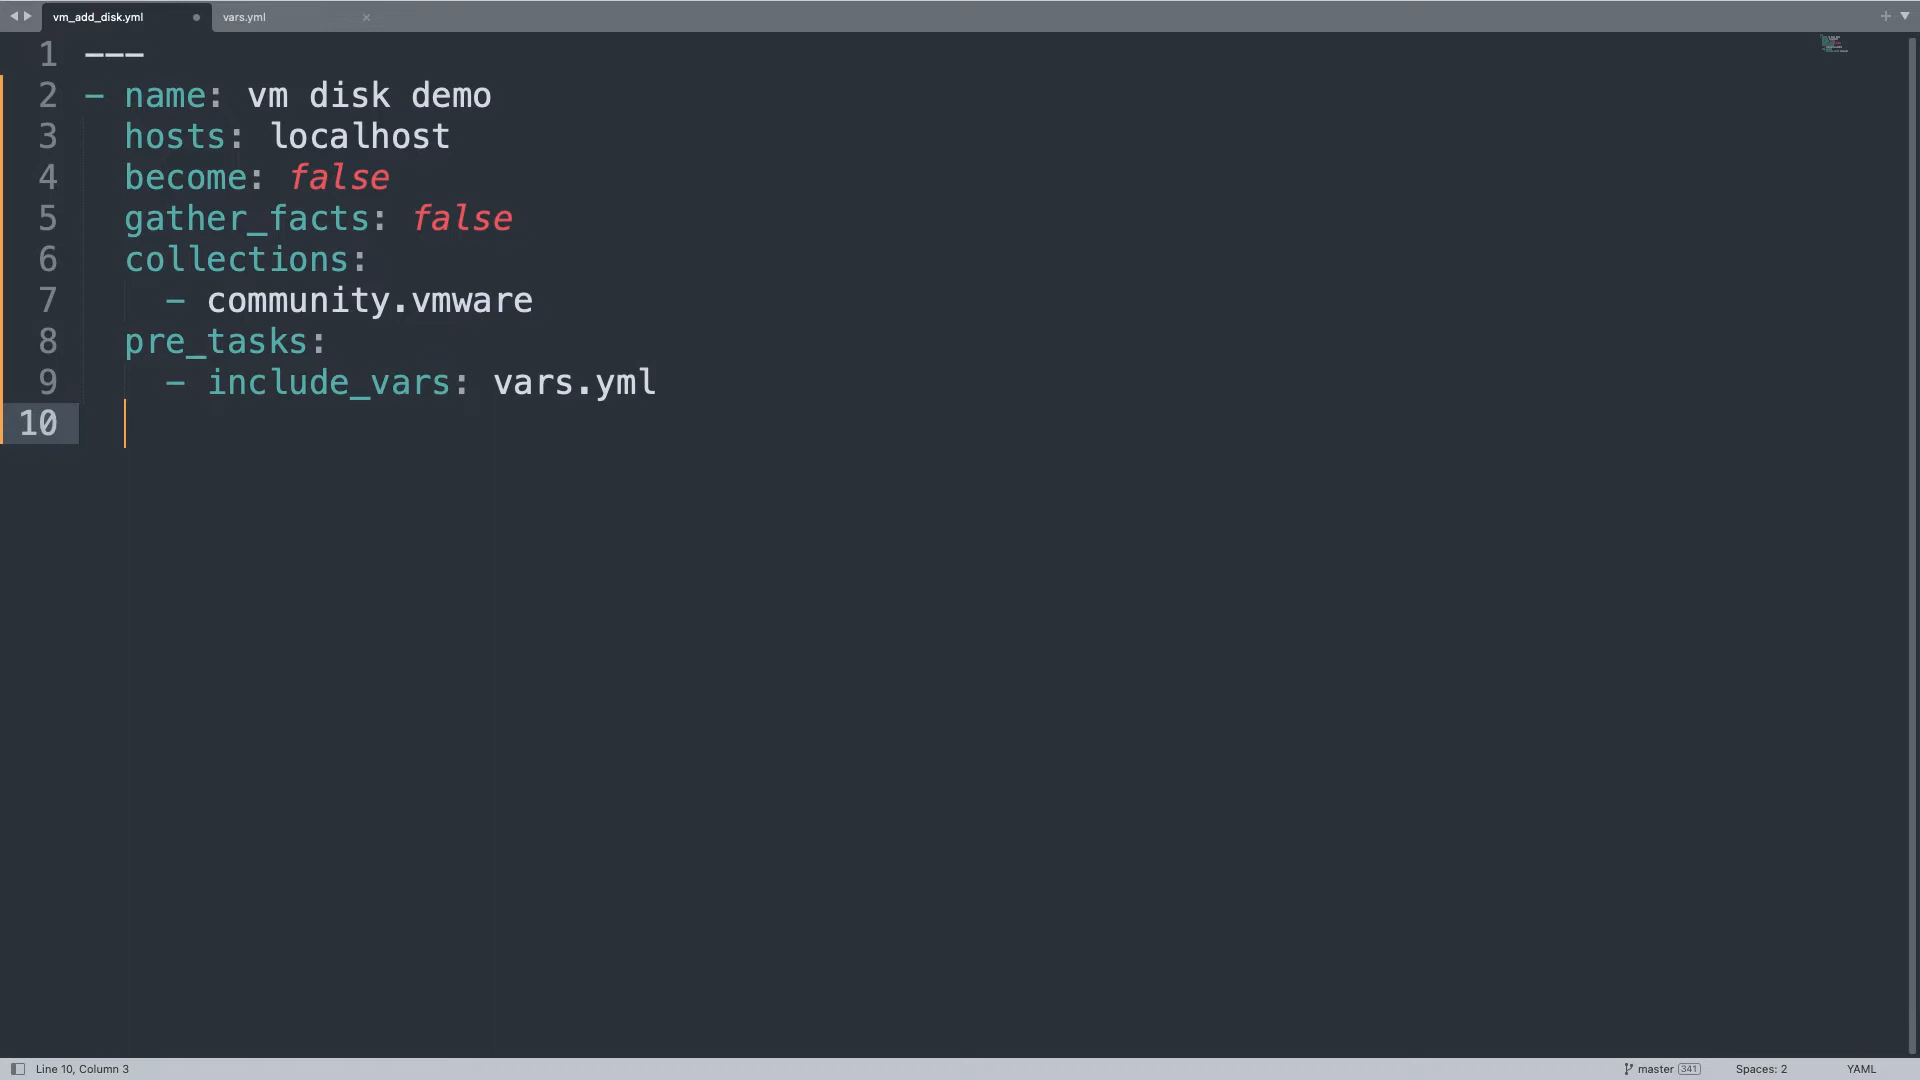 vm_add_disk.yml
vars.yml
1 ---
2 - name: vm disk demo
3 hosts: localhost
4 become: false
5 gather_facts: false
6 collections:
7 - community.vmware
8 pre_tasks:
9 - include_vars: vars.yml
10
Line 10, Column 3
master 341
Spaces: 2
YAML